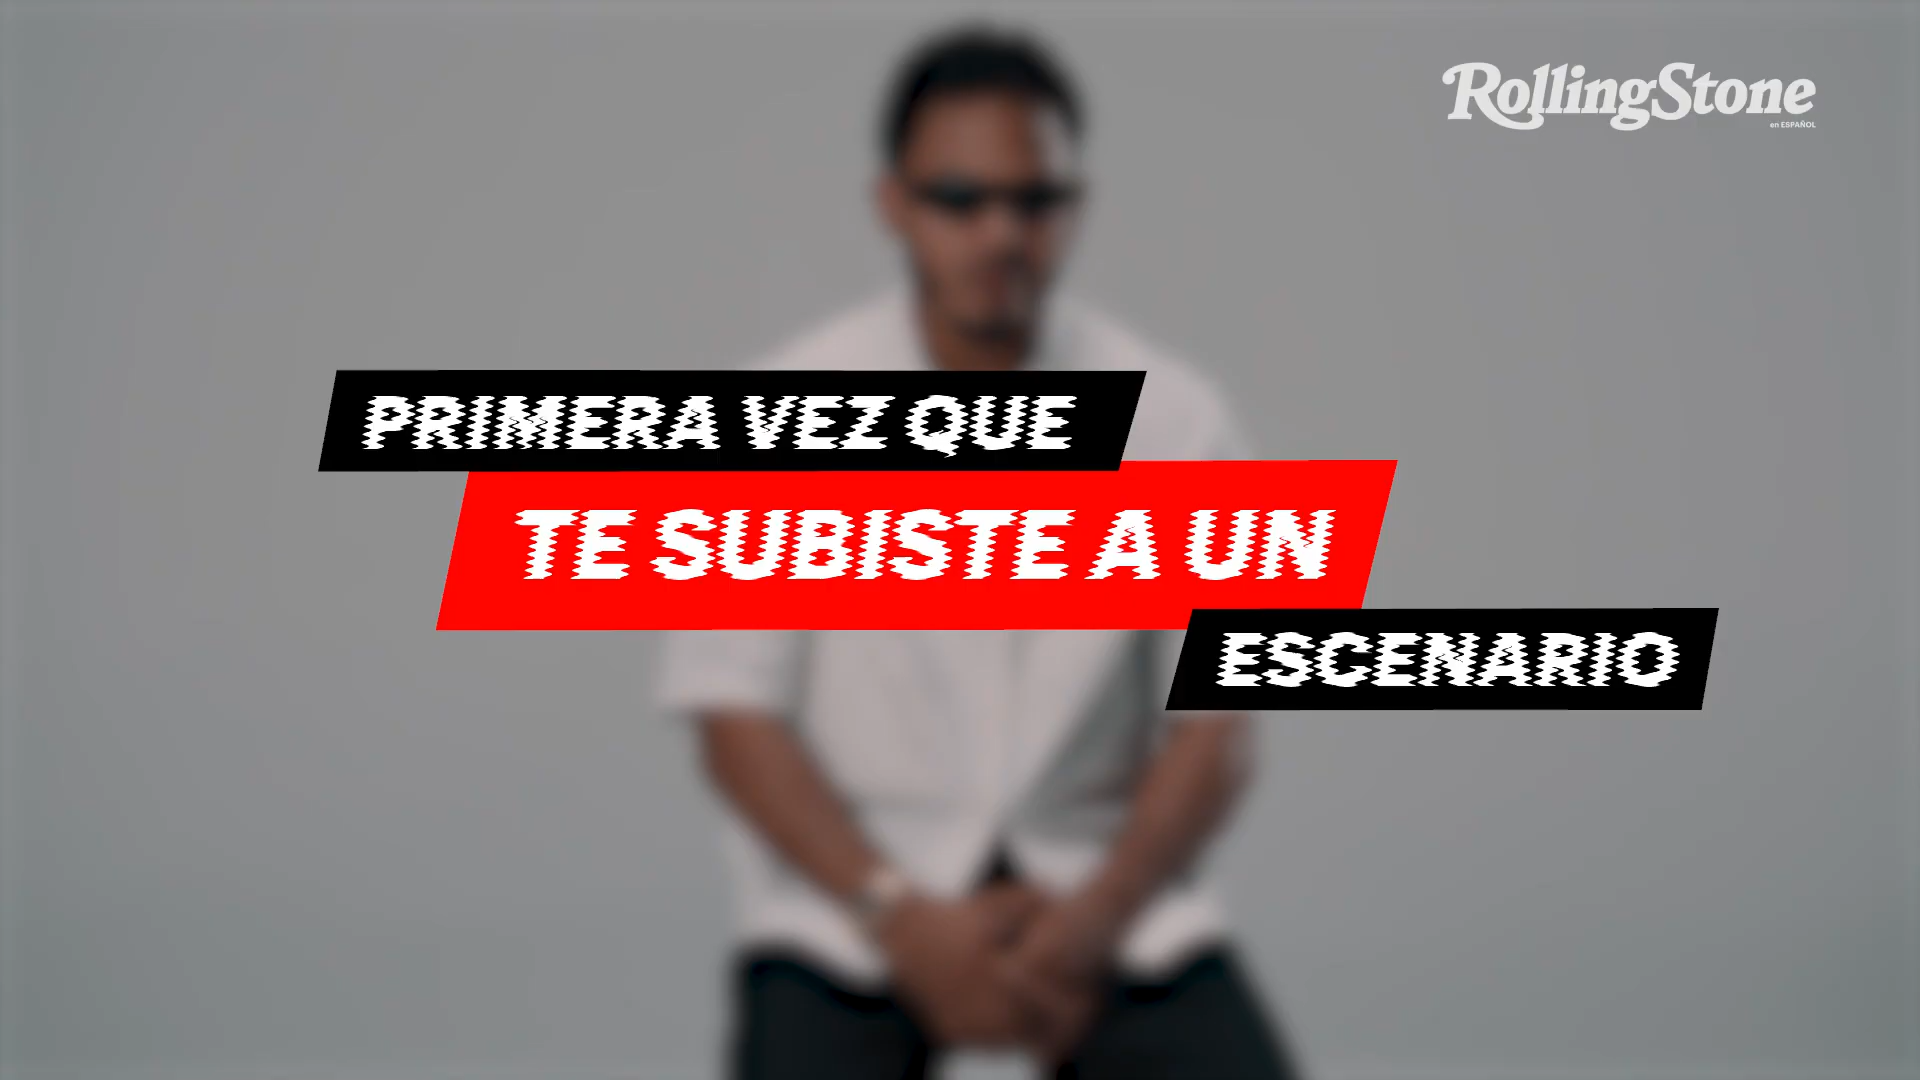 RollingStone
en ESPAÑOL
PRIMERA VEZ QUE
TE SUBISTE A UN
ESCENARIO